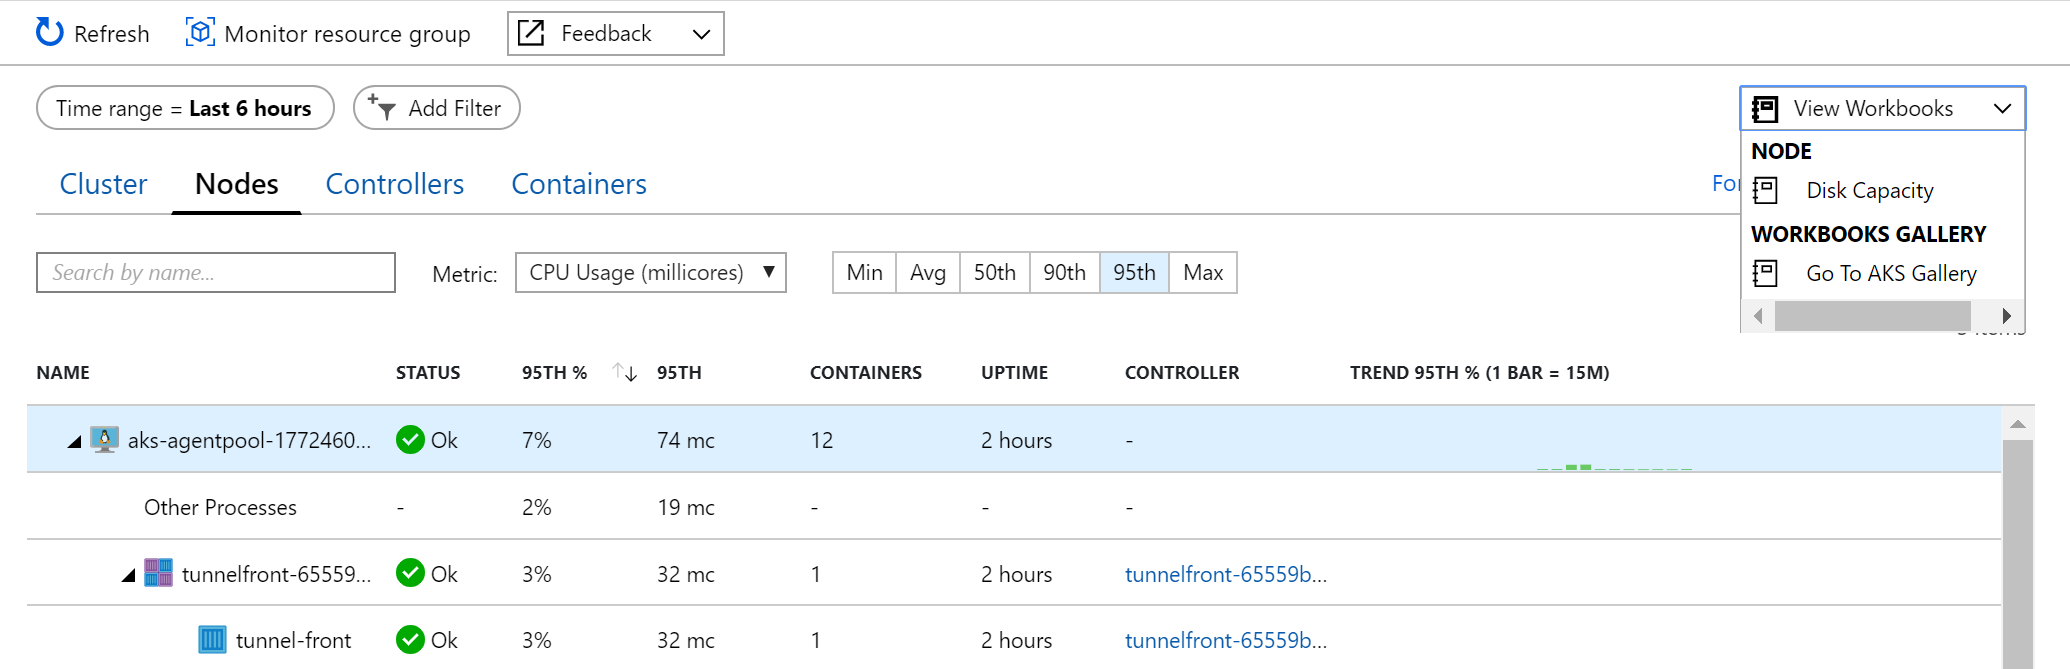 Refresh Monitor resource group Feedback
Time range = Last 6 hours Add Filter View Workbooks
NODE
Cluster Nodes Controllers Containers Disk Capacity
WORKBOOKS GALLERY
Search by name... Metric: CPU Usage (millicores) Min Avg 50th 90th 95th Max Go To AKS Gallery
NAME STATUS 95TH % 95TH CONTAINERS UPTIME CONTROLLER TREND 95TH % (1 BAR = 15M)
aks-agentpool-1772460... Ok 7% 74 mc 12 2 hours -
Other Processes - 2% 19 mc - - -
tunnelfront-65559... Ok 3% 32 mc 1 2 hours tunnelfront-65559b...
tunnel-front Ok 3% 32 mc 1 2 hours tunnelfront-65559b...